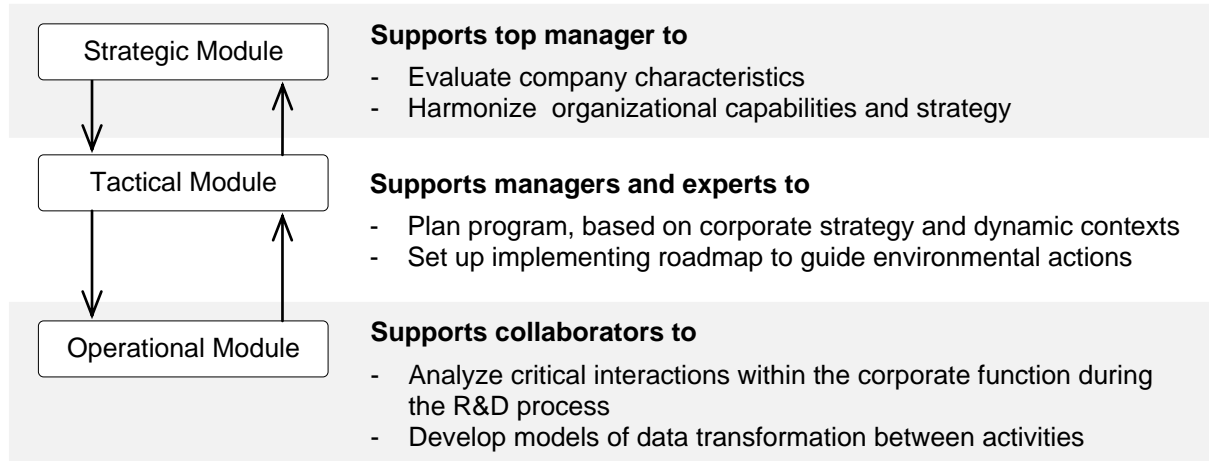 Strategic Module
Supports top manager to
- Evaluate company characteristics
- Harmonize organizational capabilities and strategy
Tactical Module
Supports managers and experts to
- Plan program, based on corporate strategy and dynamic contexts
- Set up implementing roadmap to guide environmental actions
Operational Module
Supports collaborators to
- Analyze critical interactions within the corporate function during
the R&D process
- Develop models of data transformation between activities